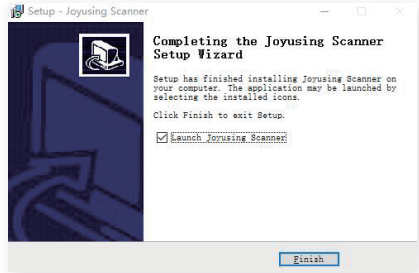 Setup - Joyusing Scanner
Completing the Joyusing Scanner
Setup Wizard
Setup has finished installing Joyusing Scanner on
your computer. The application may be launched by
selecting the installed icons.
Click Finish to exit Setup.
Launch Joyusing Scanner
Finish